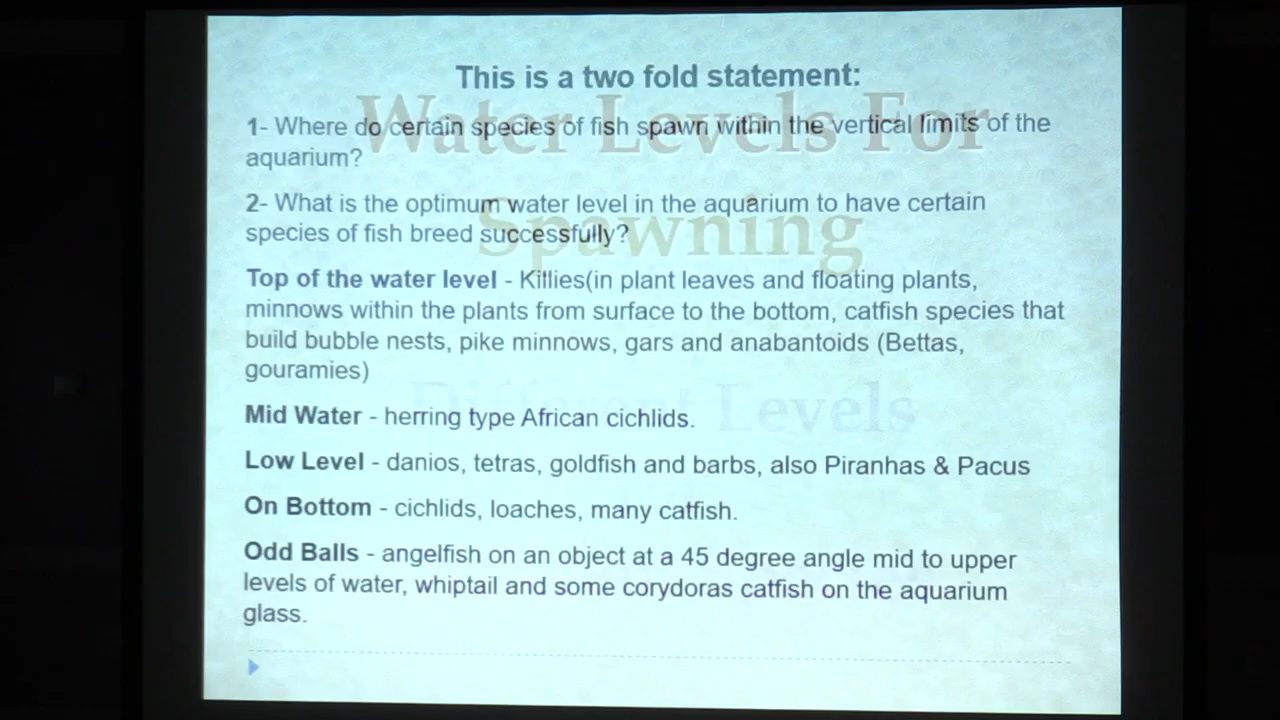 This is a two fold statement:
Water Levels For
1- Where do certain species of fish spawn within the vertical limits of the
aquarium?
2- What is the optimum water level in the aquarium to have certain
Spawning
species of fish breed successfully?
Top of the water level - Killies(in plant leaves and floating plants,
minnows within the plants from surface to the bottom, catfish species that
build bubble nests, pike minnows, gars and anabantoids (Bettas,
gouramies)
Different Levels
Mid Water - herring type African cichlids.
Low Level - danios, tetras, goldfish and barbs, also Piranhas & Pacus
On Bottom - cichlids, loaches, many catfish.
Odd Balls - angelfish on an object at a 45 degree angle mid to upper
levels of water, whiptail and some corydoras catfish on the aquarium
glass.